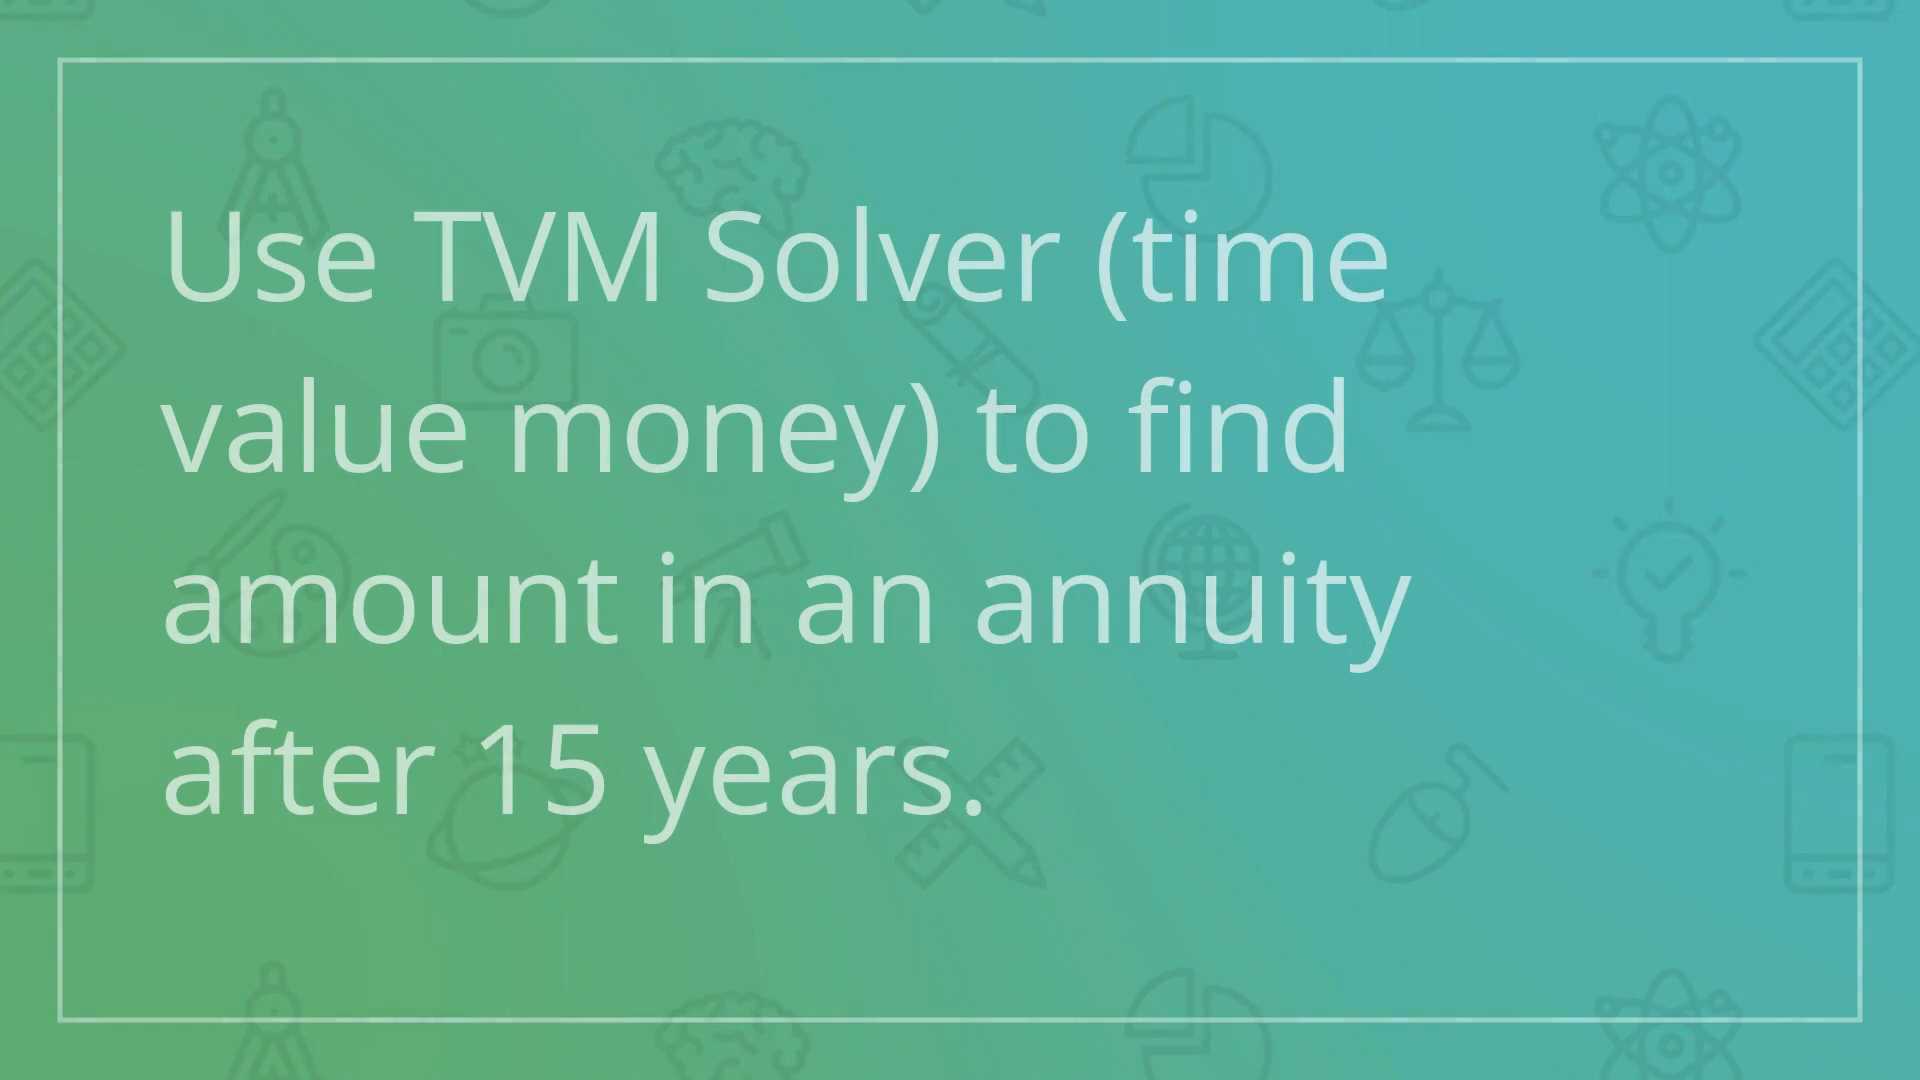 Use TVM Solver (time
value money) to find
amount in an annuity
after 15 years.